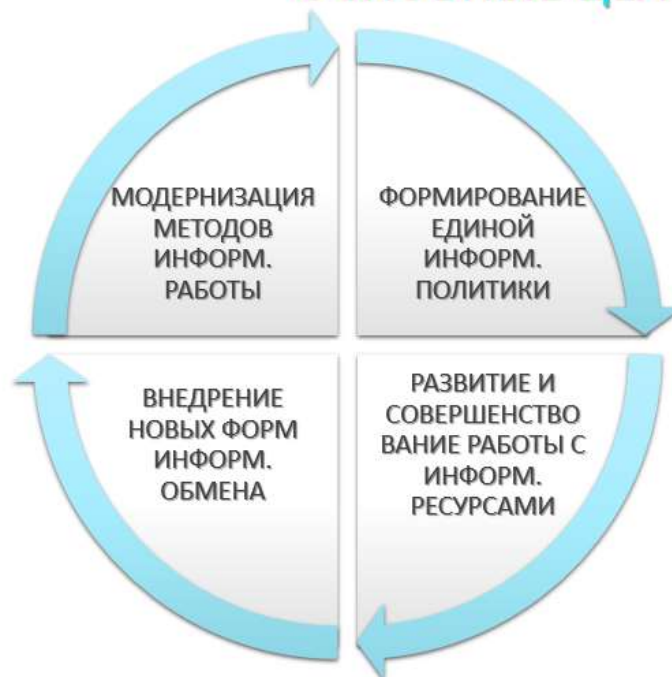 МОДЕРНИЗАЦИЯ
МЕТОДОВ
ИНФОРМ.
РАБОТЫ
ФОРМИРОВАНИЕ
ЕДИНОЙ
ИНФОРМ.
ПОЛИТИКИ
ВНЕДРЕНИЕ
НОВЫХ ФОРМ
ИНФОРМ.
ОБМЕНА
РАЗВИТИЕ И
СОВЕРШЕНСТВО
ВАНИЕ РАБОТЫ С
ИНФОРМ.
РЕСУРСАМИ